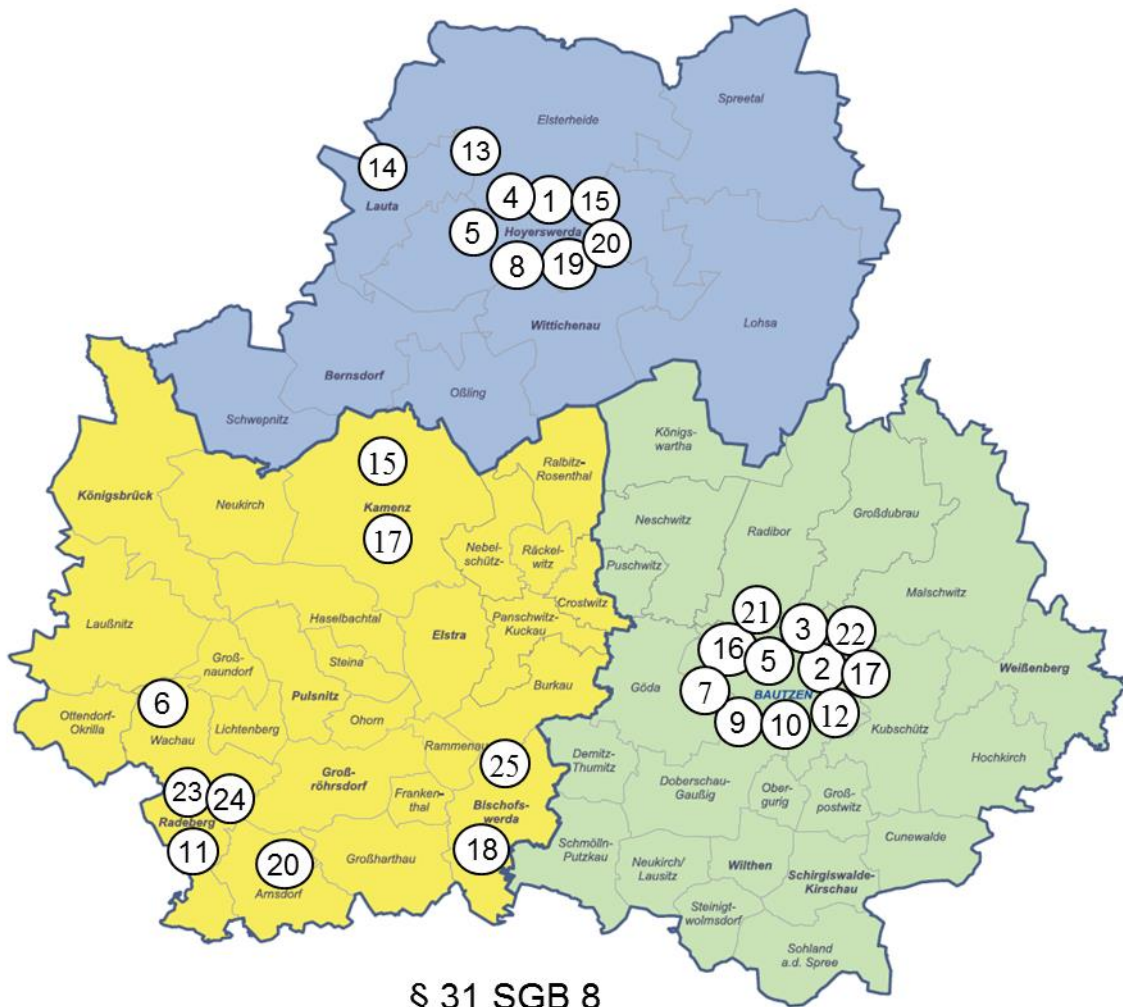 Spreetal
Elsterheide
13
14
4
1
15
Lauta
5
Hoyerswerda
20
8
19
Wittichenau
Lohsa
Bernsdorf
Oßling
Schwepnitz
Königs-
wartha
15
Ralbitz-
Rosenthal
Königsbrück
Neukirch
Kamenz
Neschwitz
Radibor
Großdubrau
17
Nebel-
schütz-
Räckel-
witz
Puschwitz
Malschwitz
Crostwitz
Haselbachtal
Panschwitz-
Kuckau
21
3
22
Laußnitz
Elstra
16
5
2
17
Weißenberg
Groß-
naundorf
Steina
Burkau
Göda
7
BAUTZEN
6
Pulsnitz
9
10
12
Ottendorf-
Okrilla
Wachau
Lichtenberg
Ohorn
Kubschütz
Rammenau
25
Demitz-
Thumitz
Hochkirch
23
24
Groß-
röhrsdorf
Franken-
thal
Bischofs-
werda
Doberschau-
Gaußig
Ober-
gurig
Groß-
postwitz
Radeberg
11
20
Großharthau
18
Schmölln-
Putzkau
Neukirch/
Lausitz
Wilthen
Cunewalde
Arnsdorf
Schirgiswalde-
Kirschau
Steinigt-
wolmsdorf
Sohland
a.d. Spree
§ 31 SGB 8